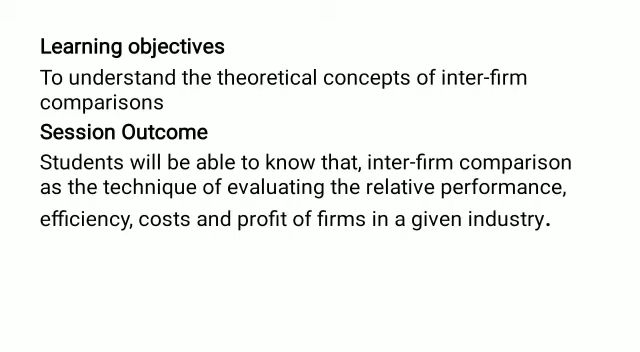 Learning objectives
To understand the theoretical concepts of inter-firm
comparisons
Session Outcome
Students will be able to know that, inter-firm comparison
as the technique of evaluating the relative performance,
efficiency, costs and profit of firms in a given industry.